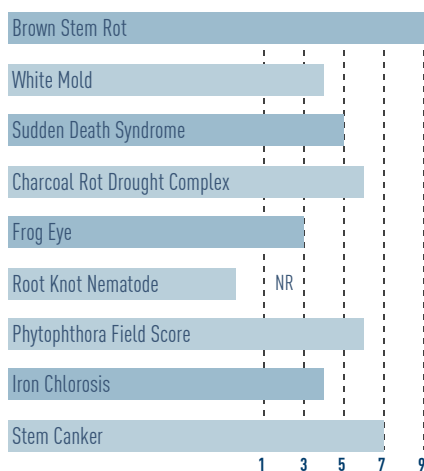 Brown Stem Rot
White Mold
Sudden Death Syndrome
Charcoal Rot Drought Complex
Frog Eye
Root Knot Nematode NR
Phytophthora Field Score
Iron Chlorosis
Stem Canker
1 3 5 7 9